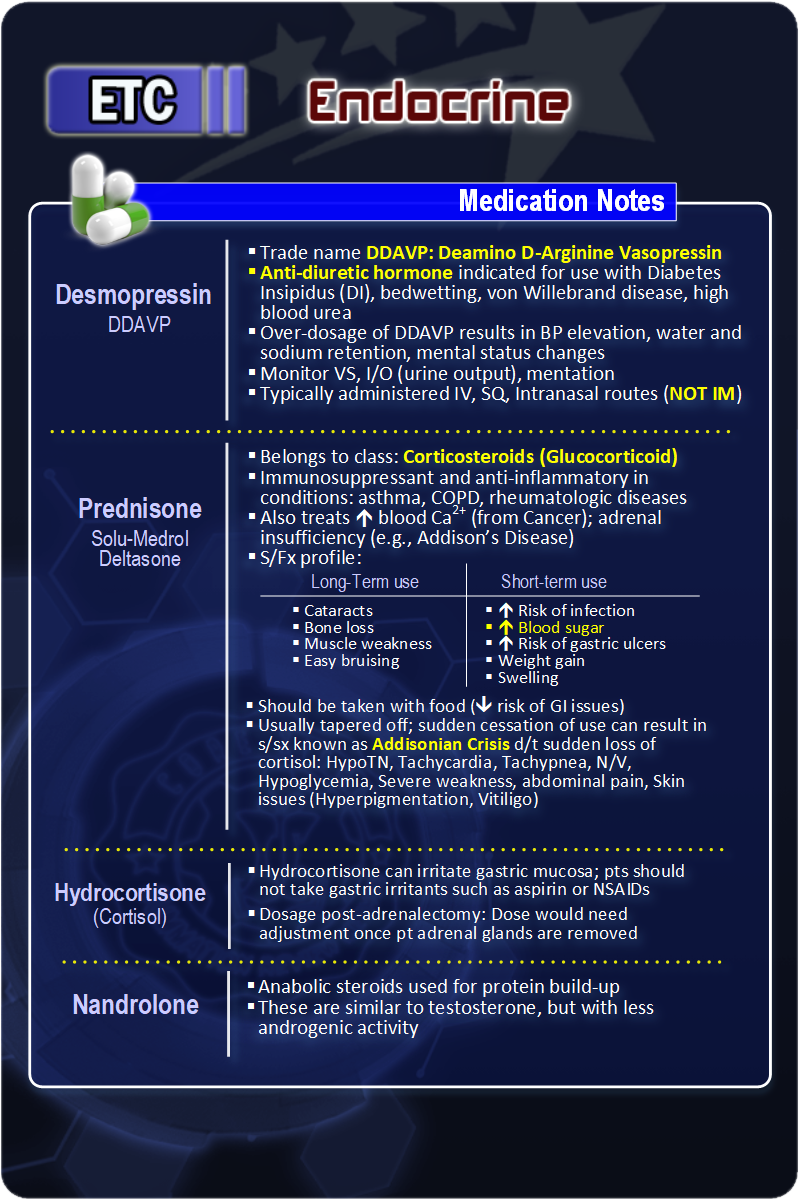 ETC
Endocrine
Medication Notes
Desmopressin
DDAVP
▪ Trade name DDAVP: Deamino D-Arginine Vasopressin
▪ Anti-diuretic hormone indicated for use with Diabetes
Insipidus (DI), bedwetting, von Willebrand disease, high
blood urea
▪ Over-dosage of DDAVP results in BP elevation, water and
sodium retention, mental status changes
▪ Monitor VS, I/O (urine output), mentation
▪ Typically administered IV, SQ, Intranasal routes (NOT IM)
Prednisone
Solu-Medrol
Deltasone
▪ Belongs to class: Corticosteroids (Glucocorticoid)
▪ Immunosuppressant and anti-inflammatory in
conditions: asthma, COPD, rheumatologic diseases
▪ Also treats ↑ blood Ca2+ (from Cancer); adrenal
insufficiency (e.g., Addison's Disease)
▪ S/Fx profile:
Long-Term use
▪ Cataracts
▪ Bone loss
▪ Muscle weakness
▪ Easy bruising
Short-term use
▪ ↑ Risk of infection
▪ ↑ Blood sugar
▪ ↑ Risk of gastric ulcers
▪ Weight gain
▪ Swelling
▪ Should be taken with food (↓ risk of GI issues)
▪ Usually tapered off; sudden cessation of use can result in
s/sx known as Addisonian Crisis d/t sudden loss of
cortisol: HypoTN, Tachycardia, Tachypnea, N/V,
Hypoglycemia, Severe weakness, abdominal pain, Skin
issues (Hyperpigmentation, Vitiligo)
Hydrocortisone
(Cortisol)
▪ Hydrocortisone can irritate gastric mucosa; pts should
not take gastric irritants such as aspirin or NSAIDs
▪ Dosage post-adrenalectomy: Dose would need
adjustment once pt adrenal glands are removed
Nandrolone
▪ Anabolic steroids used for protein build-up
▪ These are similar to testosterone, but with less
androgenic activity